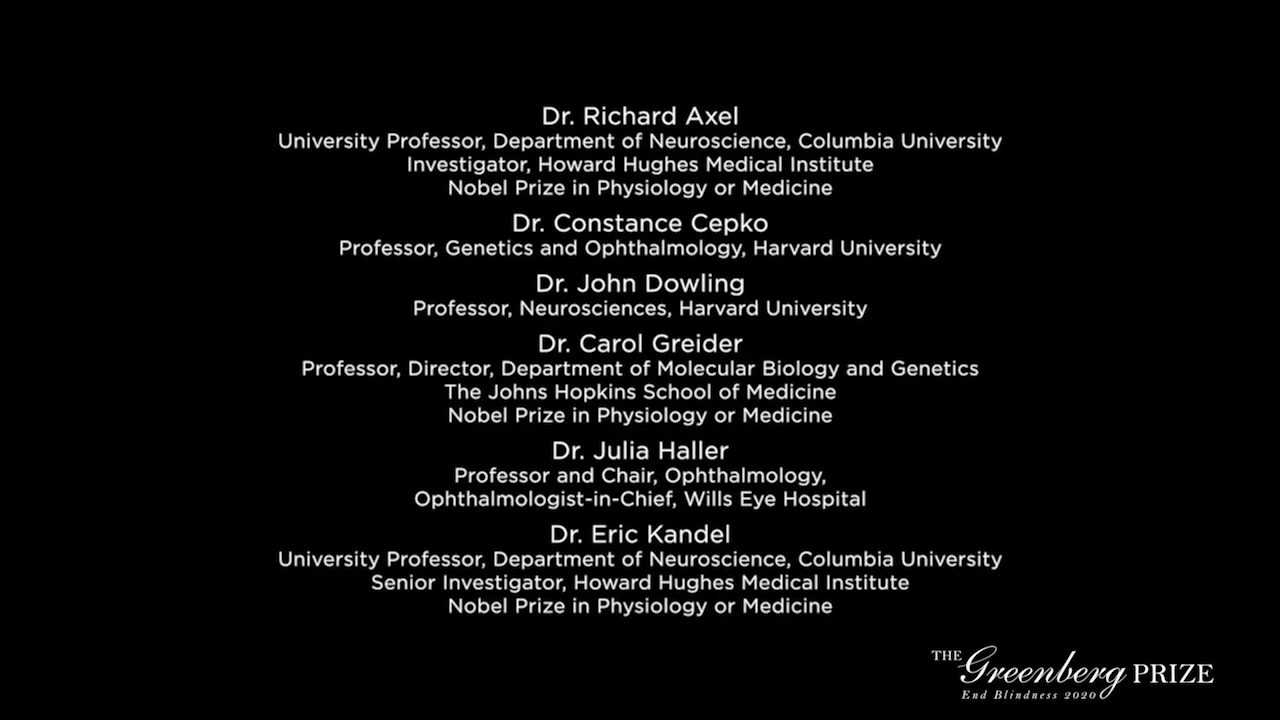 Dr. Richard Axel
University Professor, Department of Neuroscience, Columbia University
Investigator, Howard Hughes Medical Institute
Nobel Prize in Physiology or Medicine
Dr. Constance Cepko
Professor, Genetics and Ophthalmology, Harvard University
Dr. John Dowling
Professor, Neurosciences, Harvard University
Dr. Carol Greider
Professor, Director, Department of Molecular Biology and Genetics
The Johns Hopkins School of Medicine
Nobel Prize in Physiology or Medicine
Dr. Julia Haller
Professor and Chair, Ophthalmology,
Ophthalmologist-in-Chief, Wills Eye Hospital
Dr. Eric Kandel
University Professor, Department of Neuroscience, Columbia University
Senior Investigator, Howard Hughes Medical Institute
Nobel Prize in Physiology or Medicine
THE Greenberg PRIZE
End Blindness 2020